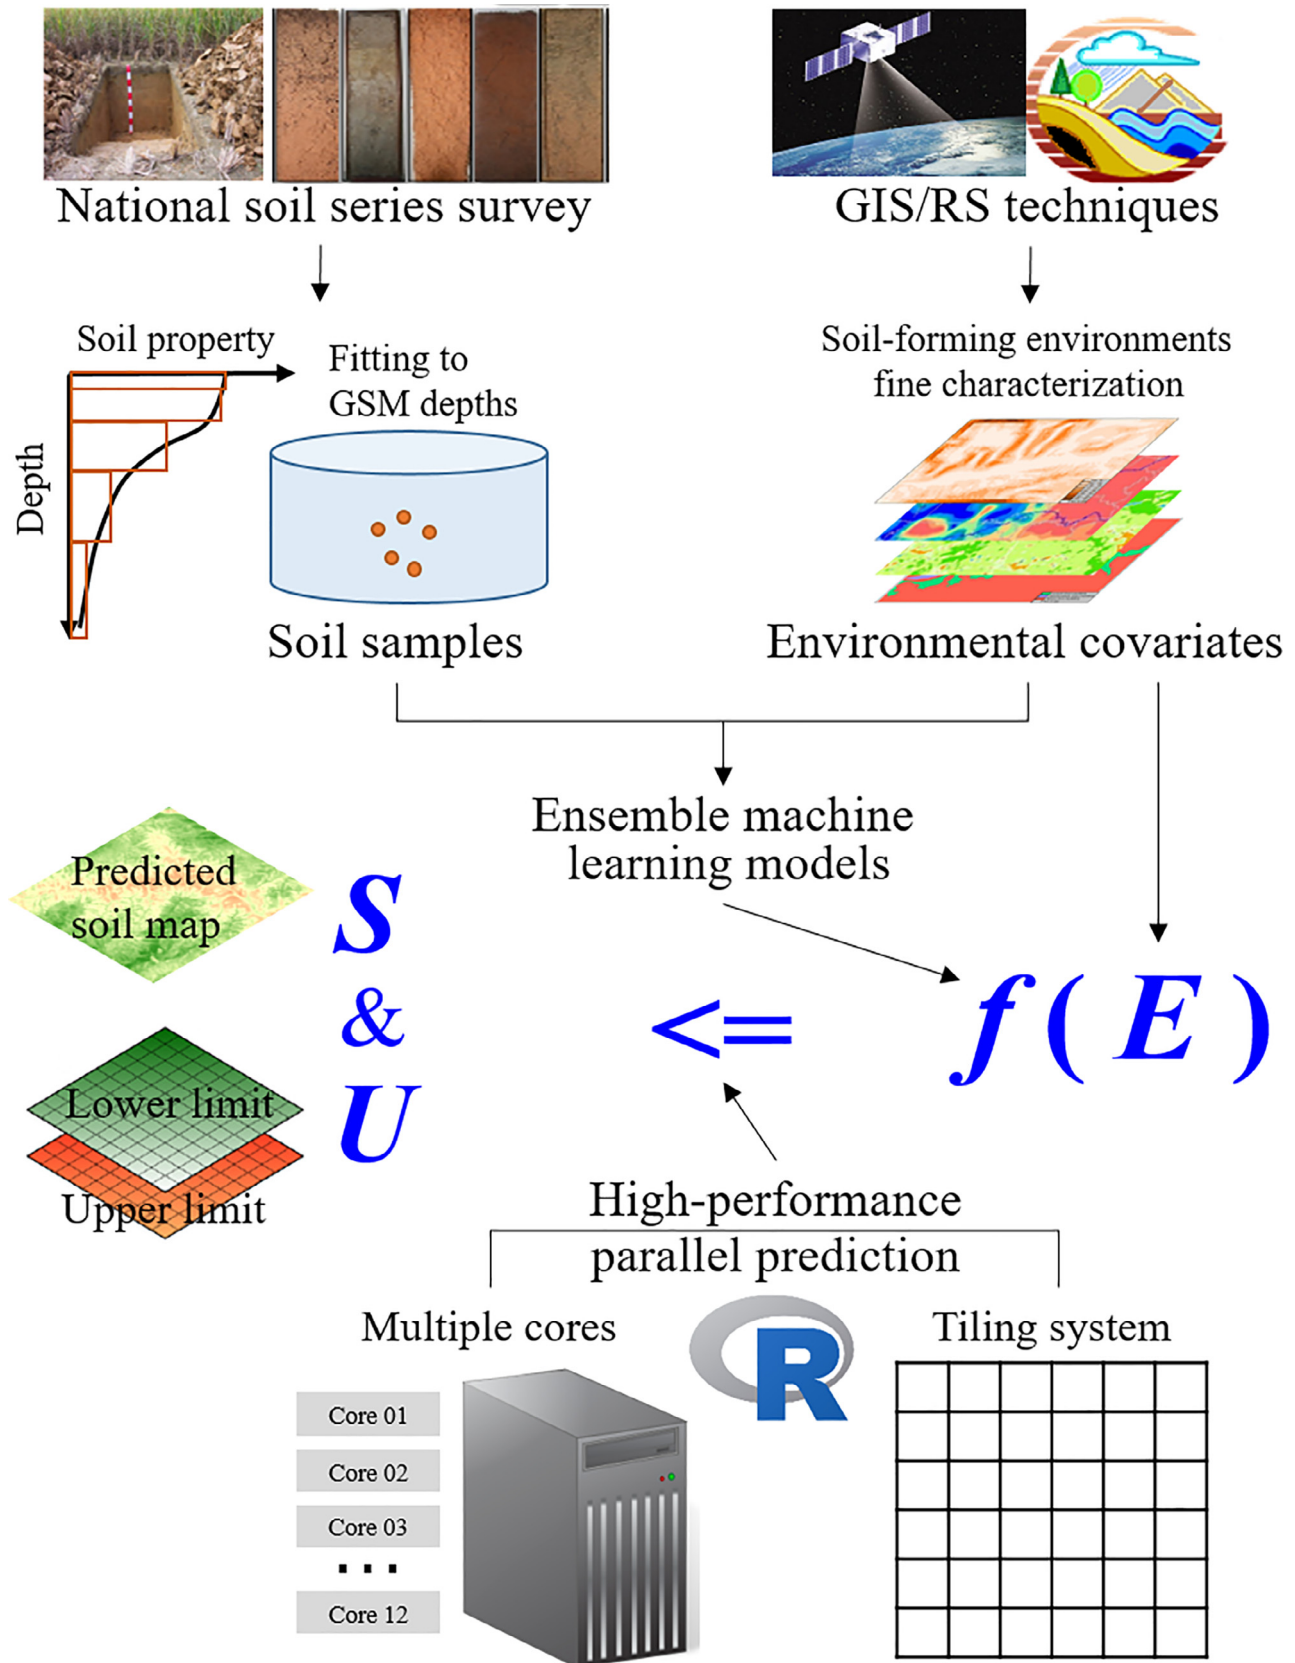 National soil series survey
GIS/RS techniques
Soil property
Fitting to
GSM depths
Depth
Soil samples
Soil-forming environments
fine characterization
Environmental covariates
Ensemble machine
learning models
Predicted
soil map
S
&
U
Lower limit
Upper limit
<=
f ( E )
High-performance
parallel prediction
Multiple cores
R
Tiling system
Core 01
Core 02
Core 03
...
Core 12